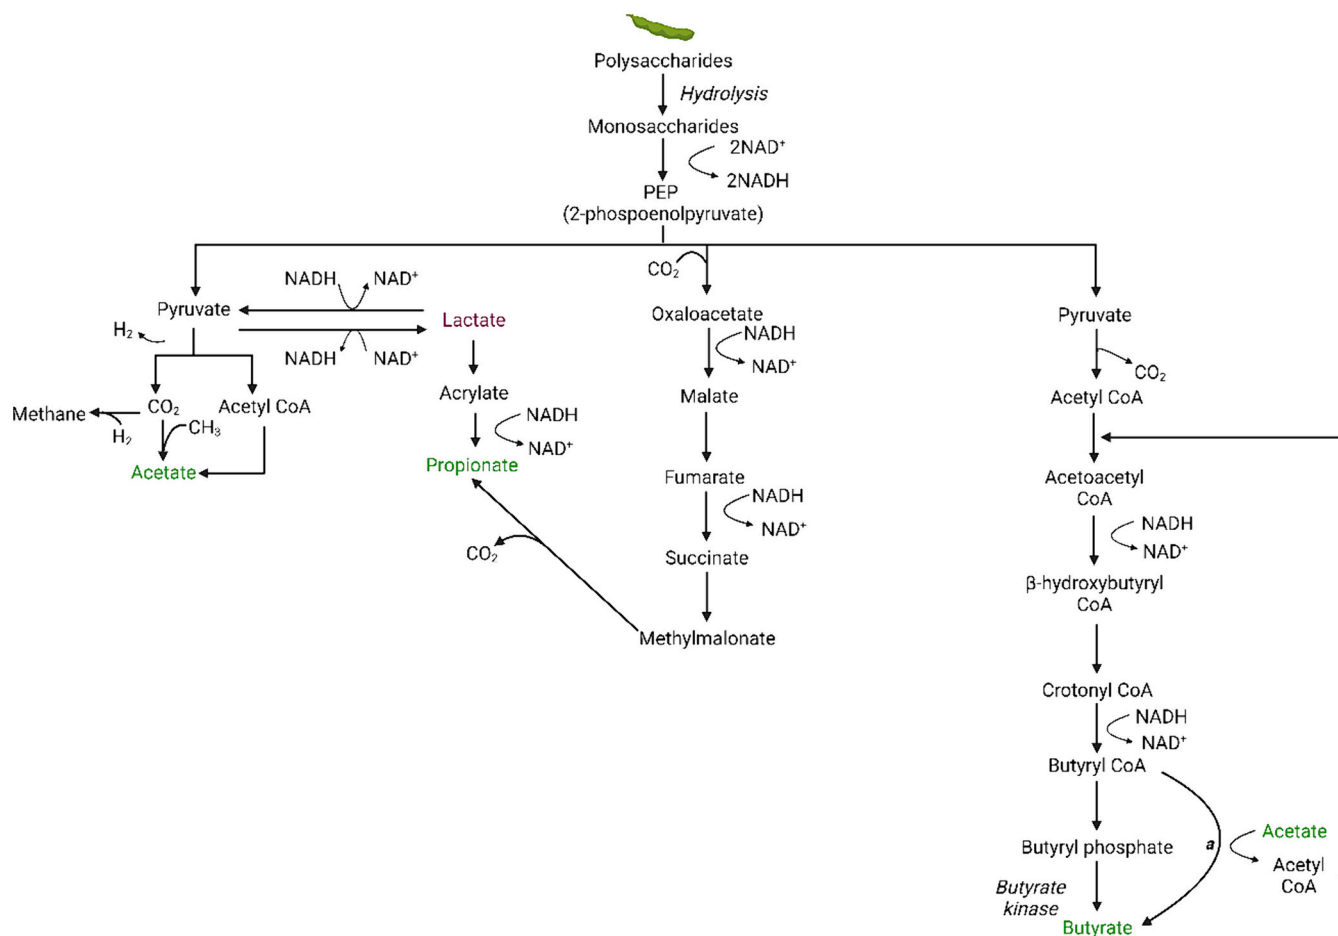 Polysaccharides
Hydrolysis
Monosaccharides
2NAD⁺
2NADH
PEP
(2-phospoenolpyruvate)
Pyruvate
H₂
CO₂
Acetyl CoA
Methane
H₂
CH₃
Acetate
NADH
NAD⁺
NADH
NAD⁺
Lactate
Acrylate
NADH
NAD⁺
Propionate
CO₂
CO₂
Oxaloacetate
NADH
NAD⁺
Malate
Fumarate
NADH
NAD⁺
Succinate
Methylmalonate
Pyruvate
CO₂
Acetyl CoA
Acetoacetyl
CoA
NADH
NAD⁺
β-hydroxybutyryl
CoA
Crotonyl CoA
NADH
NAD⁺
Butyryl CoA
Butyryl phosphate
a
Acetate
Acetyl
CoA
Butyrate
kinase
Butyrate